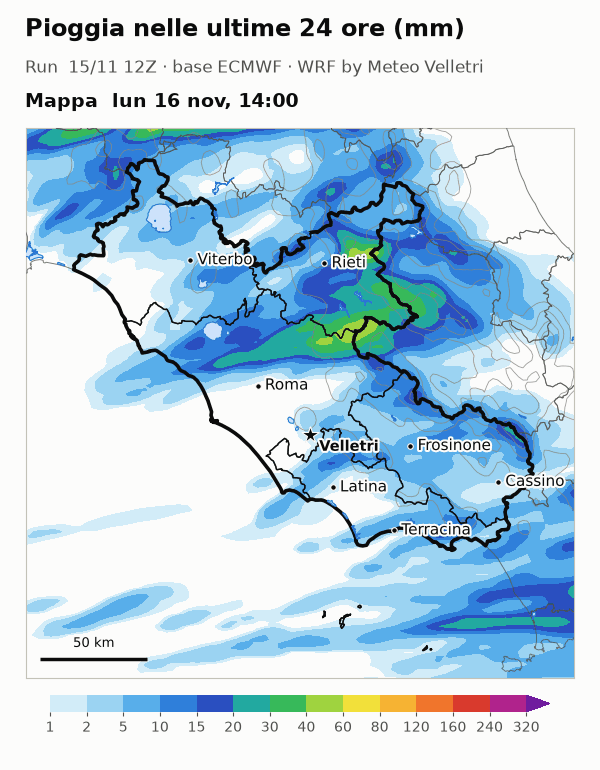 Pioggia nelle ultime 24 ore (mm)
Run  15/11 12Z · base ECMWF · WRF by Meteo Velletri
Mappa  lun 16 nov, 14:00
Viterbo
Rieti
Roma
Velletri
Frosinone
Cassino
Latina
Terracina
50 km
1 2 5 10 15 20 30 40 60 80 120 160 240 320